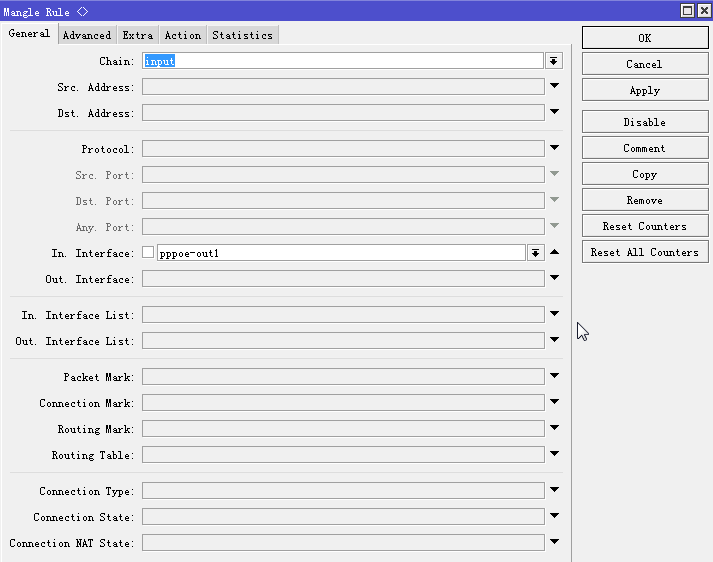 Mangle Rule <>
General Advanced Extra Action Statistics
Chain: input
Src. Address:
Dst. Address:
Protocol:
Src. Port:
Dst. Port:
Any. Port:
In. Interface: pppoe-out1
Out. Interface:
In. Interface List:
Out. Interface List:
Packet Mark:
Connection Mark:
Routing Mark:
Routing Table:
Connection Type:
Connection State:
Connection NAT State:
OK
Cancel
Apply
Disable
Comment
Copy
Remove
Reset Counters
Reset All Counters